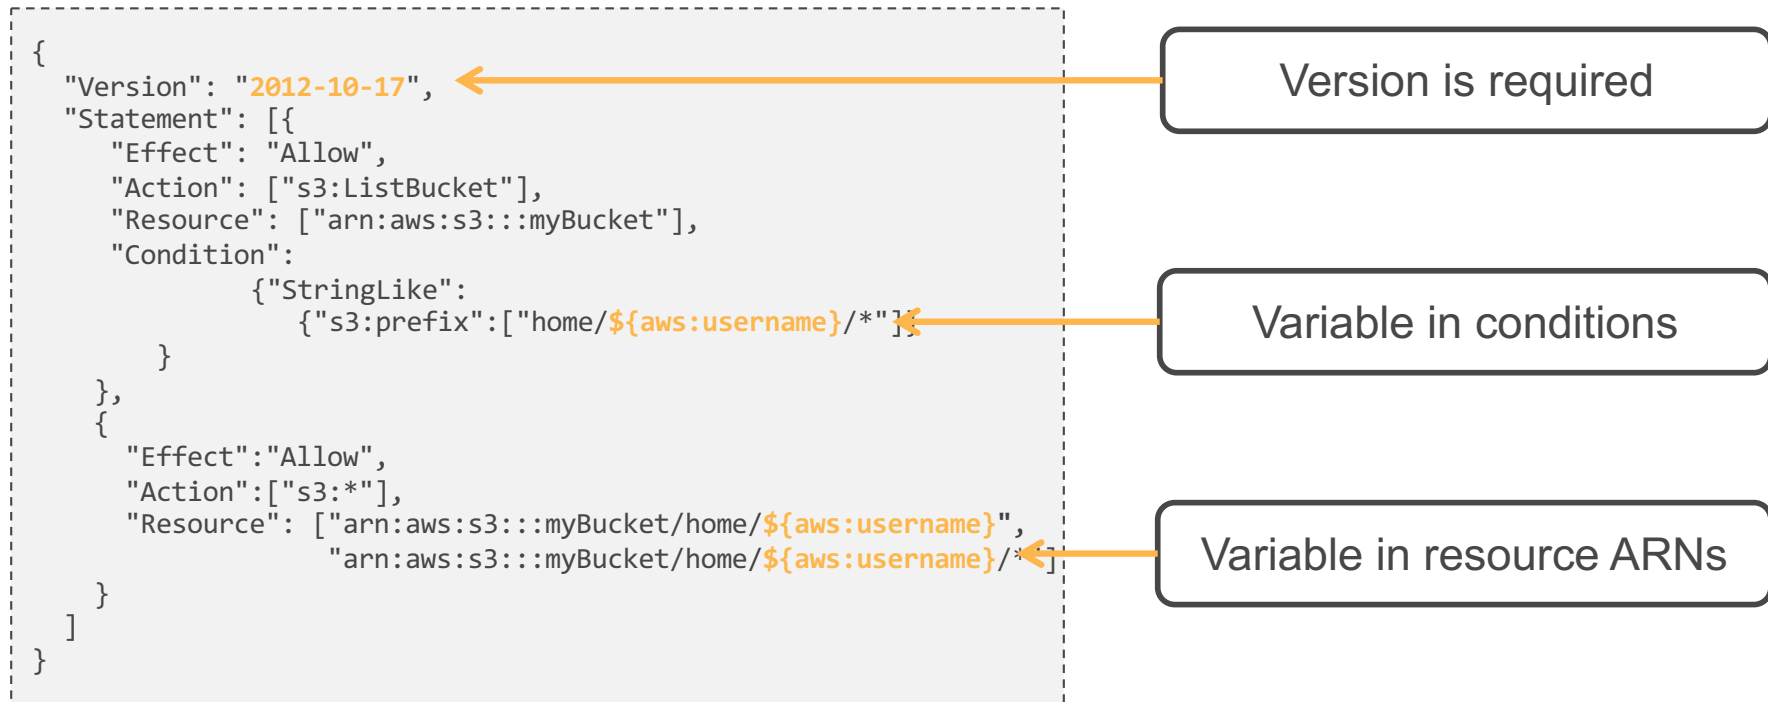 {
"Version": "2012-10-17",
"Statement": [{
"Effect": "Allow",
"Action": ["s3:ListBucket"],
"Resource": ["arn:aws:s3:::myBucket"],
"Condition":
{"StringLike":
{"s3:prefix":["home/${aws:username}/*"]}
}
},
{
"Effect":"Allow",
"Action":["s3:*"],
"Resource": ["arn:aws:s3:::myBucket/home/${aws:username}",
"arn:aws:s3:::myBucket/home/${aws:username}/*"]
}
]
}
Version is required
Variable in conditions
Variable in resource ARNs